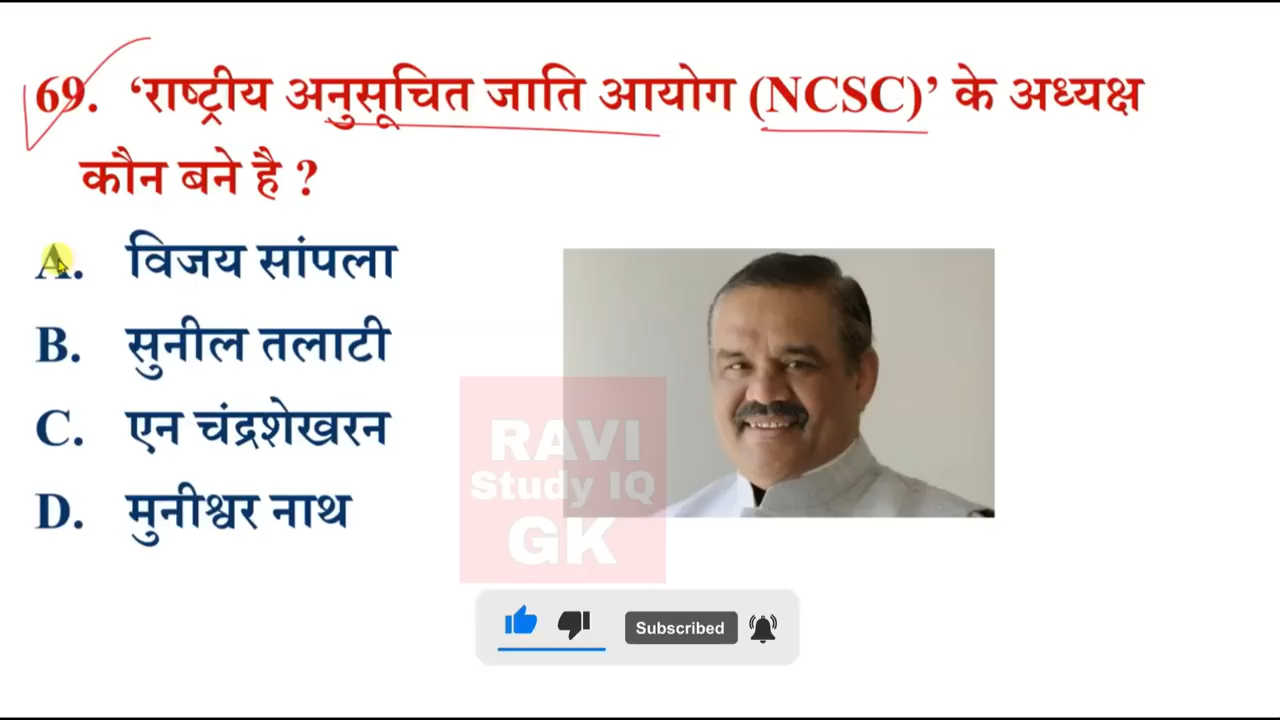 69. ‘राष्ट्रीय अनुसूचित जाति आयोग (NCSC)’ के अध्यक्ष
कौन बने है ?
A. विजय सांपला
B. सुनील तलाटी
C. एन चंद्रशेखरन
D. मुनीश्वर नाथ
RAVI
Study IQ
GK
Subscribed